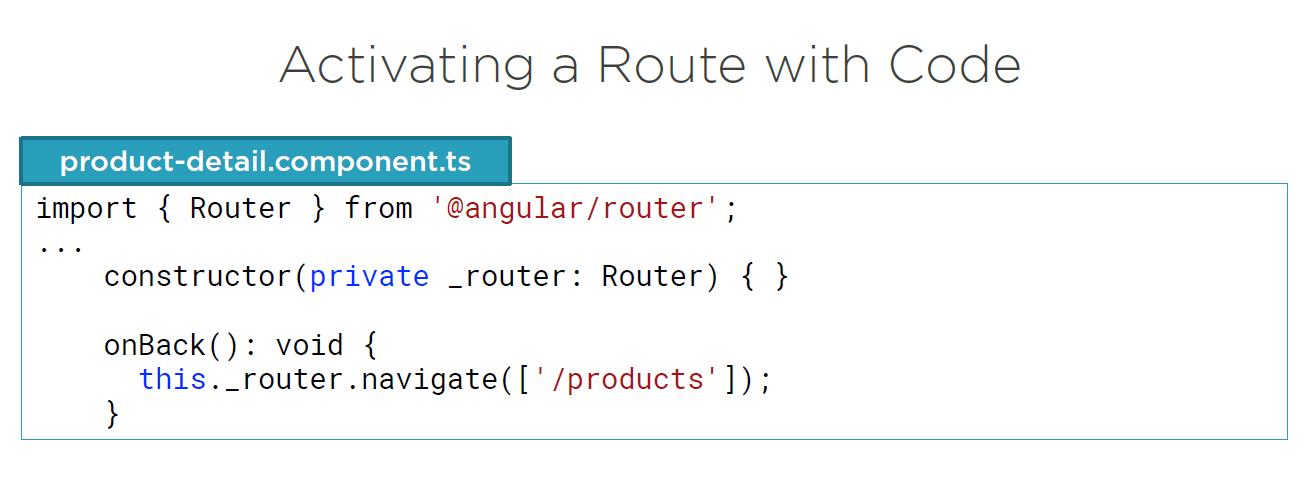 Activating a Route with Code
product-detail.component.ts
import { Router } from '@angular/router';
...
    constructor(private _router: Router) { }

    onBack(): void {
      this._router.navigate(['/products']);
    }